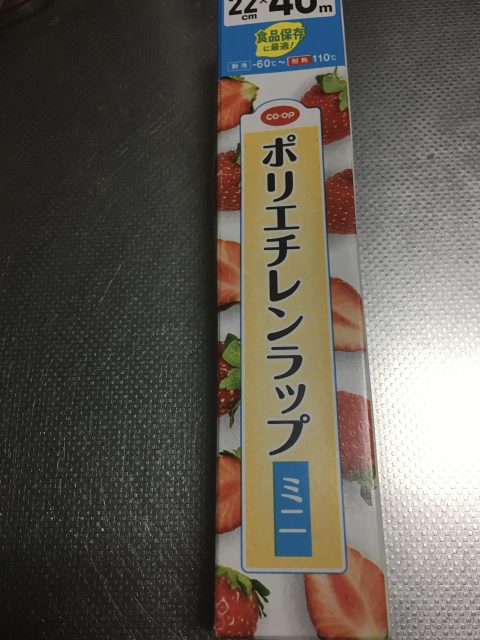 22cm×40m
食品保存
に最適！
耐冷 -60℃～ 耐熱 110℃
CO・OP
ポリエチレンラップ
ミニ